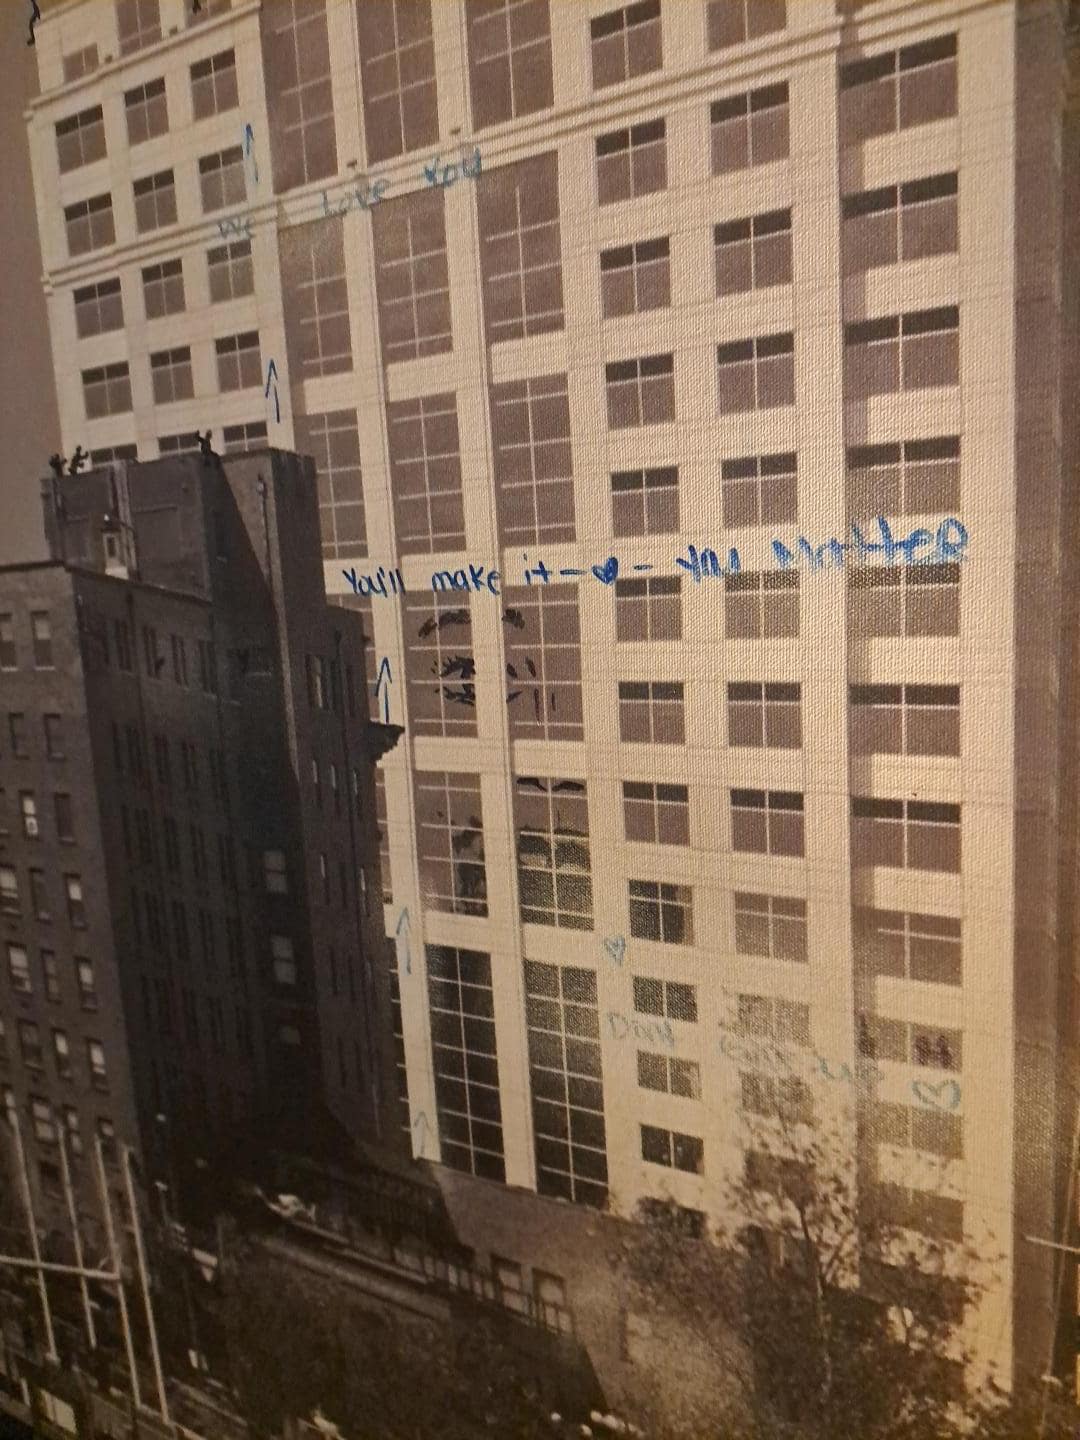 We love You
You'll make it - ♥ - You Matter
Don't Give up ♡